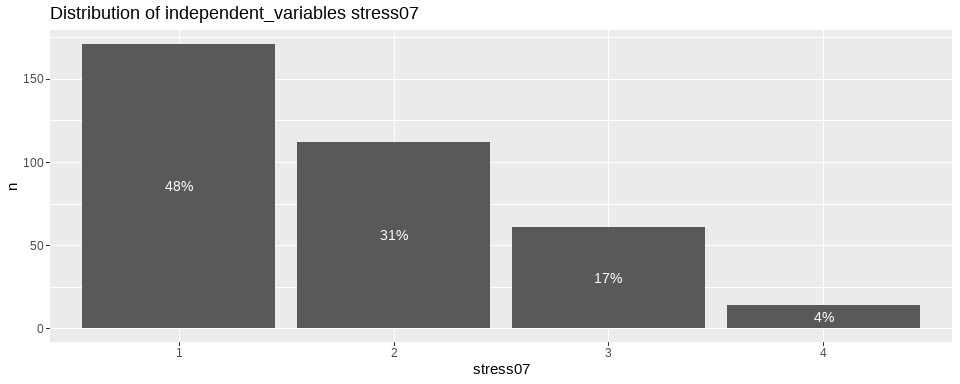 Distribution of independent_variables stress07
150
100
50
0
n
48%
31%
17%
4%
1 2 3 4
stress07